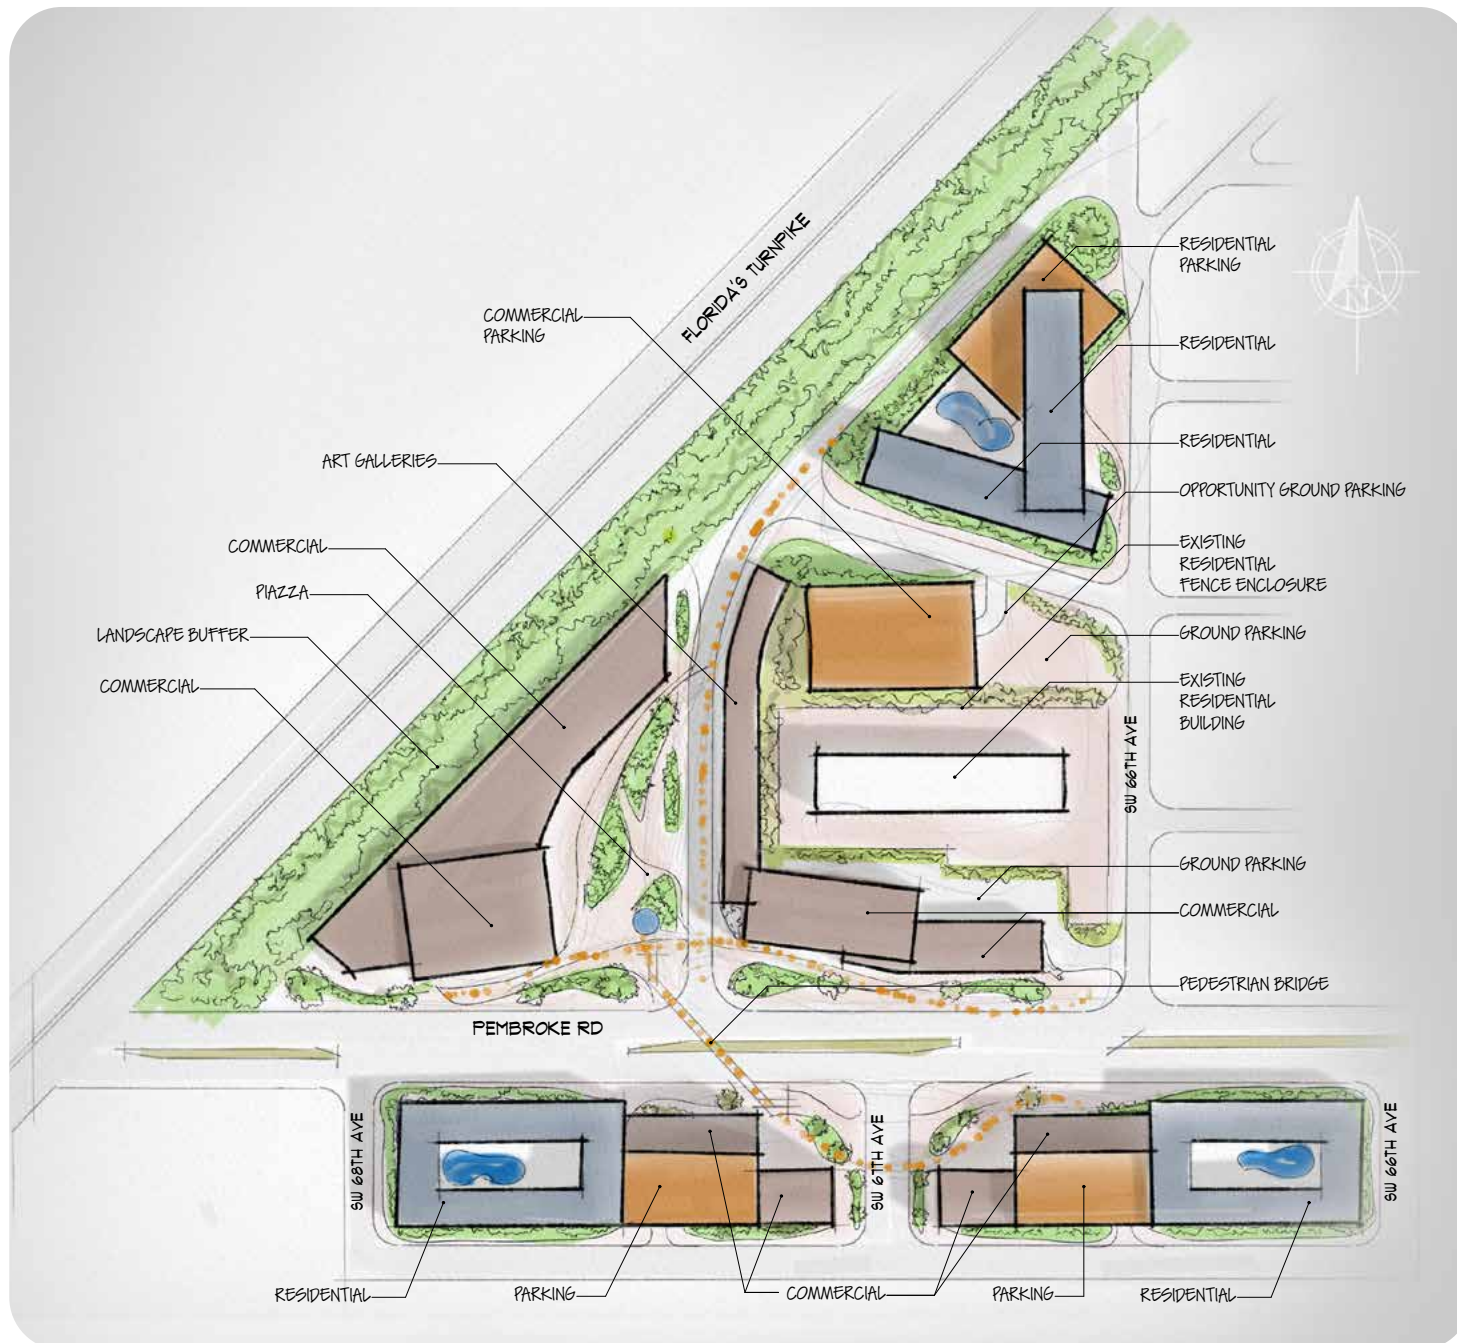 RESIDENTIAL
PARKING
FLORIDA'S TURNPIKE
COMMERCIAL
PARKING
RESIDENTIAL
RESIDENTIAL
ART GALLERIES
OPPORTUNITY GROUND PARKING
COMMERCIAL
EXISTING
RESIDENTIAL
FENCE ENCLOSURE
PIAZZA
LANDSCAPE BUFFER
GROUND PARKING
COMMERCIAL
EXISTING
RESIDENTIAL
BUILDING
SW 66TH AVE
GROUND PARKING
COMMERCIAL
PEDESTRIAN BRIDGE
PEMBROKE RD
SW 68TH AVE
SW 67TH AVE
SW 66TH AVE
RESIDENTIAL
PARKING
COMMERCIAL
PARKING
RESIDENTIAL
N